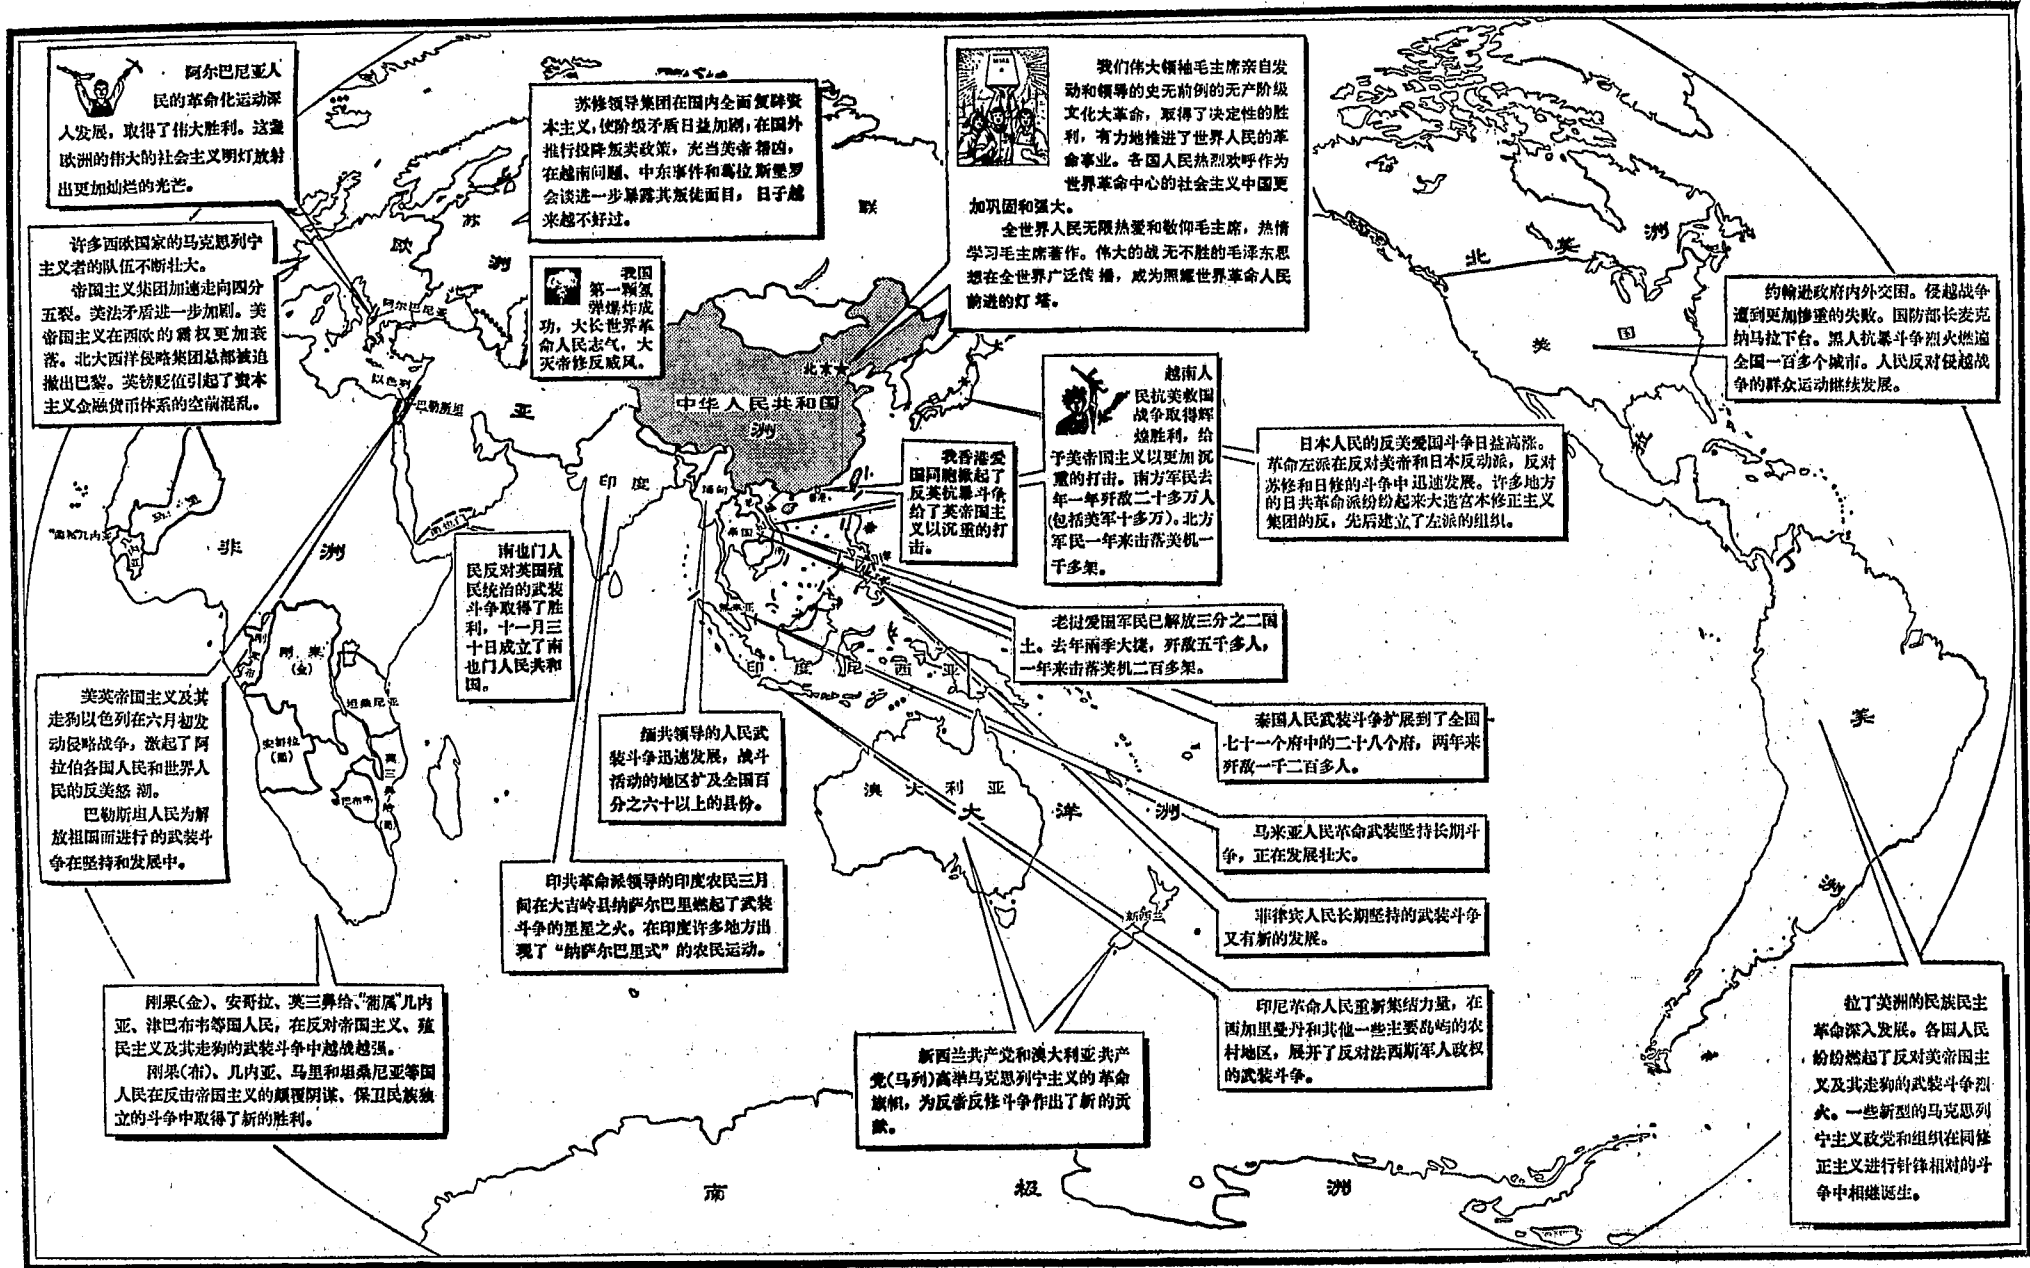 阿尔巴尼亚人
民的革命化运动深
入发展，取得了伟大胜利。这盏
欧洲的伟大的社会主义明灯放射
出更加灿烂的光芒。
许多西欧国家的马克思列宁
主义者的队伍不断壮大。
帝国主义集团加速走向四分
五裂。美法矛盾进一步加剧。美
帝国主义在西欧的霸权更加衰
落。北大西洋侵略集团总部被迫
撤出巴黎。英镑贬值引起了资本
主义金融货币体系的空前混乱。
苏修领导集团在国内全面复辟资
本主义，使阶级矛盾日益加剧；在国外
推行投降叛卖政策，充当美帝帮凶，
在越南问题、中东事件和葛拉斯堡罗
会谈进一步暴露其叛徒面目，日子越
来越不好过。
我国
第一颗氢
弹爆炸成
功，大长世界革
命人民志气，大
灭帝修反威风。
我们伟大领袖毛主席亲自发
动和领导的史无前例的无产阶级
文化大革命，取得了决定性的胜
利，有力地推进了世界人民的革
命事业。各国人民热烈欢呼作为
世界革命中心的社会主义中国更
加巩固和强大。
全世界人民无限热爱和敬仰毛主席，热情
学习毛主席著作。伟大的战无不胜的毛泽东思
想在全世界广泛传播，成为照耀世界革命人民
前进的灯塔。
约翰逊政府内外交困。侵越战争
遭到更加惨重的失败。国防部长麦克
纳马拉下台。黑人抗暴斗争烈火燃遍
全国一百多个城市。人民反对侵越战
争的群众运动继续发展。
越南人
民抗美救国
战争取得辉
煌胜利，给
予美帝国主义以更加沉
重的打击。南方军民去
年一年歼敌二十多万人
（包括美军十多万）。北方
军民一年来击落美机一
千多架。
我香港爱
国同胞掀起了
反英抗暴斗争
给了英帝国主
义以沉重的打
击。
日本人民的反美爱国斗争日益高涨。
革命左派在反对美帝和日本反动派，反对
苏修和日修的斗争中迅速发展。许多地方
的日共革命派纷纷起来大造宫本修正主义
集团的反，先后建立了左派的组织。
南也门人
民反对英国殖
民统治的武装
斗争取得了胜
利，十一月三
十日成立了南
也门人民共和
国。
老挝爱国军民已解放三分之二国
土。去年雨季大捷，歼敌五千多人，
一年来击落美机二百多架。
美英帝国主义及其
走狗以色列在六月初发
动侵略战争，激起了阿
拉伯各国人民和世界人
民的反美怒潮。
巴勒斯坦人民为解
放祖国而进行的武装斗
争在坚持和发展中。
缅共领导的人民武
装斗争迅速发展，战斗
活动的地区扩及全国百
分之六十以上的县份。
泰国人民武装斗争扩展到了全国
七十一个府中的二十八个府，两年来
歼敌一千二百多人。
马来亚人民革命武装坚持长期斗
争，正在发展壮大。
印共革命派领导的印度农民三月
间在大吉岭县纳萨尔巴里燃起了武装
斗争的星星之火。在印度许多地方出
现了“纳萨尔巴里式”的农民运动。
菲律宾人民长期坚持的武装斗争
又有新的发展。
刚果（金）、安哥拉、莫三鼻给、“葡属”几内
亚、津巴布韦等国人民，在反对帝国主义、殖
民主义及其走狗的武装斗争中越战越强。
刚果（布）、几内亚、马里和坦桑尼亚等国
人民在反击帝国主义的颠覆阴谋、保卫民族独
立的斗争中取得了新的胜利。
印尼革命人民重新集结力量，在
西加里曼丹和其他一些主要岛屿的农
村地区，展开了反对法西斯军人政权
的武装斗争。
新西兰共产党和澳大利亚共产
党（马列）高举马克思列宁主义的革命
旗帜，为反帝反修斗争作出了新的贡
献。
拉丁美洲的民族民主
革命深入发展。各国人民
纷纷燃起了反对美帝国主
义及其走狗的武装斗争烈
火。一些新型的马克思列
宁主义政党和组织在同修
正主义进行针锋相对的斗
争中相继诞生。
苏
联
欧
洲
阿尔巴尼亚
以色列
巴勒斯坦
亚
洲
北京
中华人民共和国
印度
缅甸
泰国
香港
日
本
北
美
洲
美
国
拉
丁
美
洲
非
洲
马里
南也门
刚果
（金）
坦桑尼亚
安哥拉
（葡）
莫三鼻给
（葡）
印度尼西亚
澳大利亚
大
洋
洲
新西兰
南
极
洲